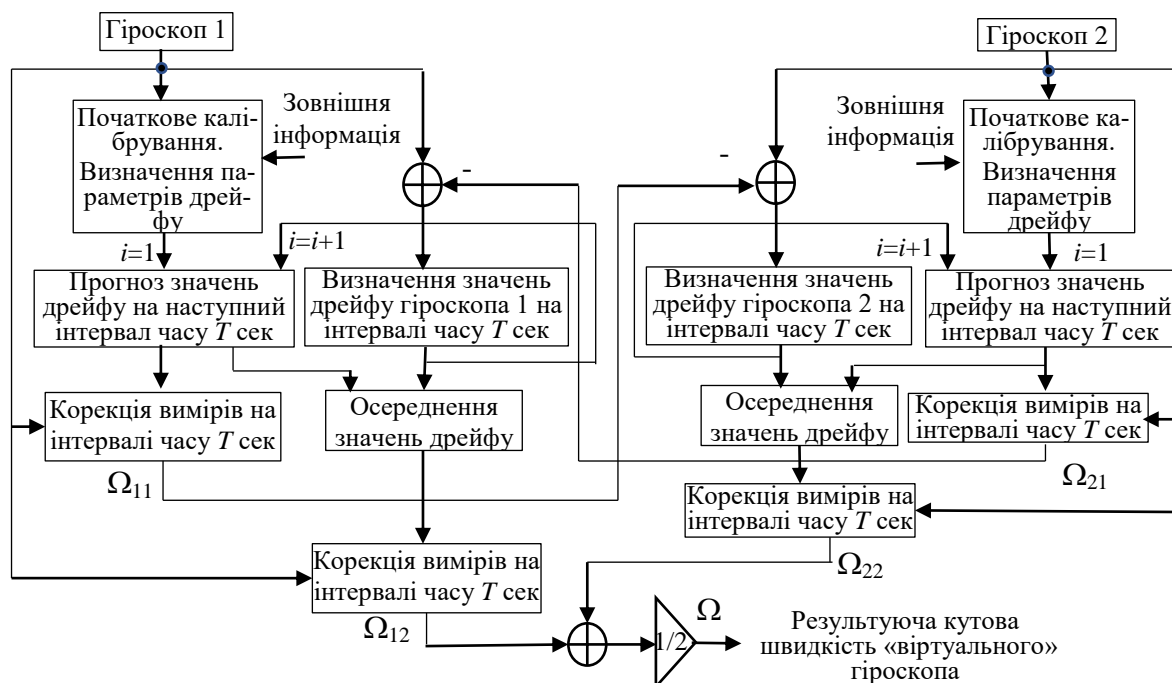 Гіроскоп 1
Гіроскоп 2
Початкове калі-
брування.
Визначення па-
раметрів дрей-
фу
Зовнішня
інформація
-
i=1
i=i+1
Зовнішня
інформація
-
Початкове ка-
лібрування.
Визначення
параметрів
дрейфу
i=i+1
i=1
Прогноз значень
дрейфу на наступний
інтервал часу T сек
Визначення значень
дрейфу гіроскопа 1 на
інтервалі часу T сек
Визначення значень
дрейфу гіроскопа 2 на
інтервалі часу T сек
Прогноз значень
дрейфу на наступний
інтервал часу T сек
Корекція вимірів на
інтервалі часу T сек
Осереднення
значень дрейфу
Осереднення
значень дрейфу
Корекція вимірів на
інтервалі часу T сек
Ω11
Ω21
Корекція вимірів на
інтервалі часу T сек
Ω22
Корекція вимірів на
інтервалі часу T сек
Ω12
1/2
Ω
Результуюча кутова
швидкість «віртуального»
гіроскопа